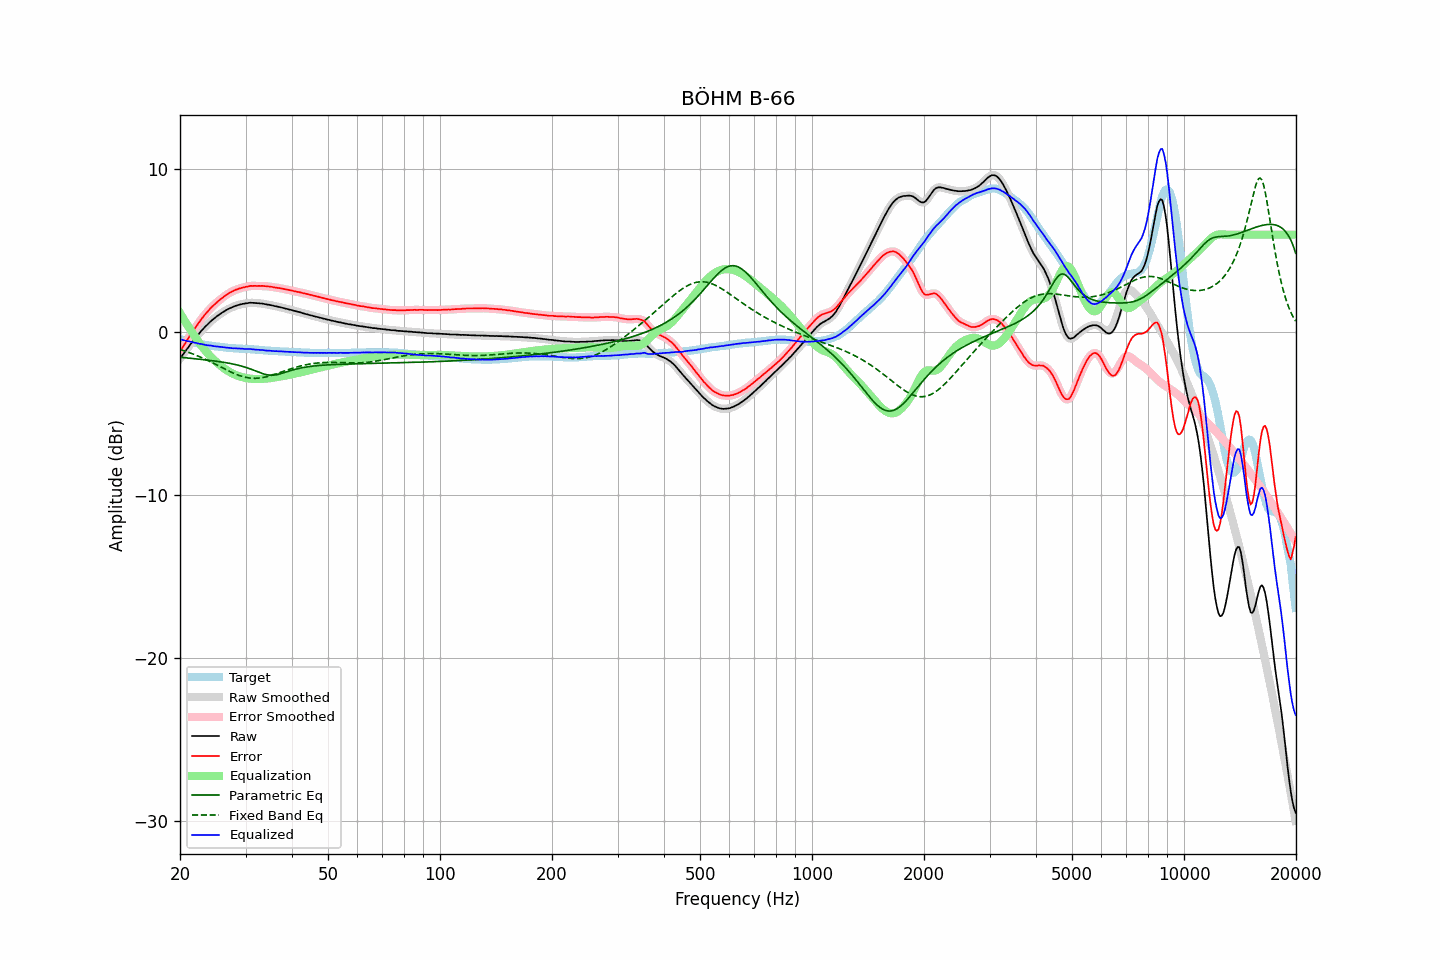 BÖHM B-66
10
0
−10
−20
−30
Amplitude (dBr)
Target
Raw Smoothed
Error Smoothed
Raw
Error
Equalization
Parametric Eq
Fixed Band Eq
Equalized
20 50 100 200 500 1000 2000 5000 10000 20000
Frequency (Hz)